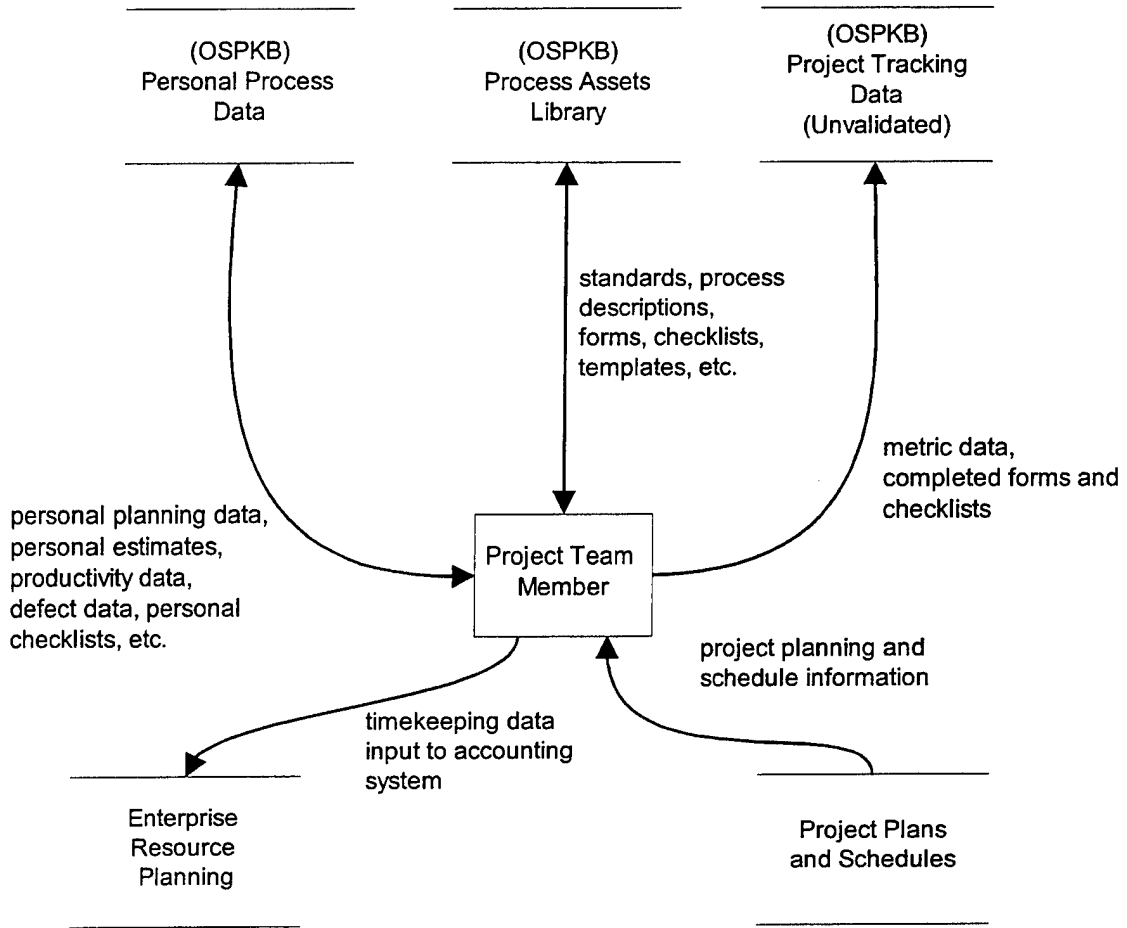 (OSPKB)
Personal Process
Data
(OSPKB)
Process Assets
Library
(OSPKB)
Project Tracking
Data
(Unvalidated)
standards, process
descriptions,
forms, checklists,
templates, etc.
metric data,
completed forms and
checklists
personal planning data,
personal estimates,
productivity data,
defect data, personal
checklists, etc.
Project Team
Member
project planning and
schedule information
timekeeping data
input to accounting
system
Enterprise
Resource
Planning
Project Plans
and Schedules